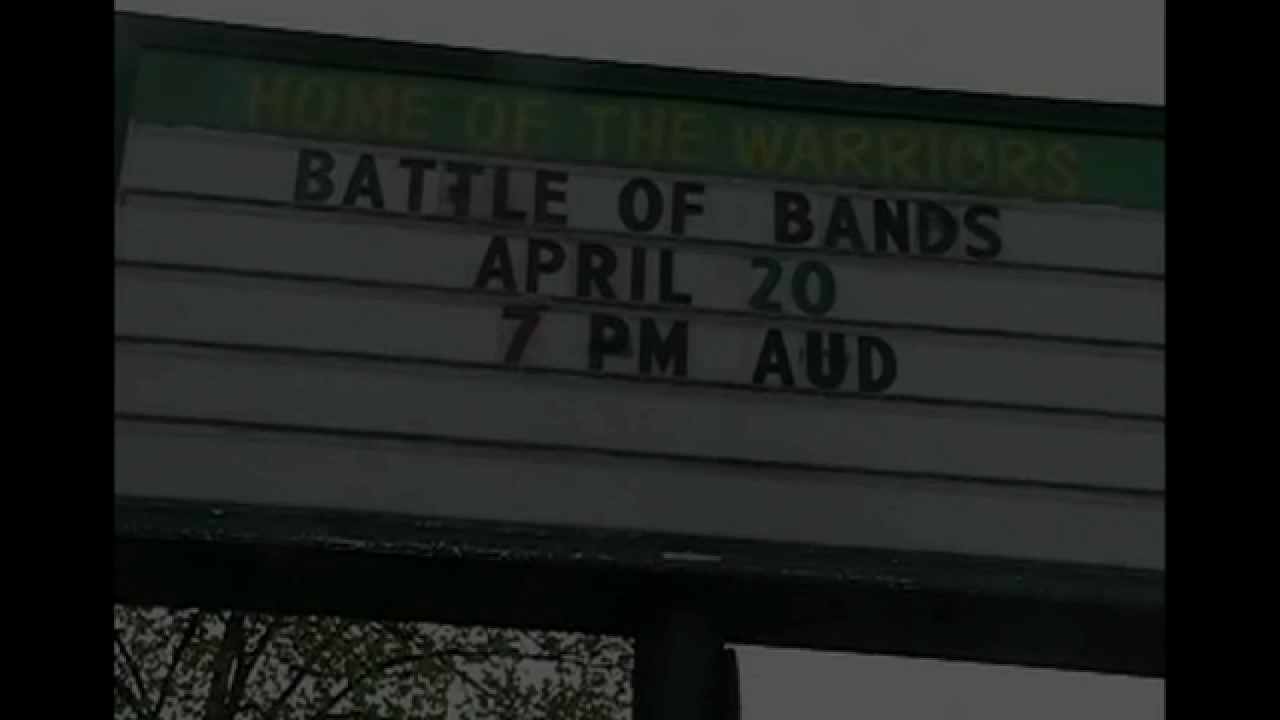 HOME OF THE WARRIORS
BATTLE OF BANDS
APRIL 20
7 PM AUD